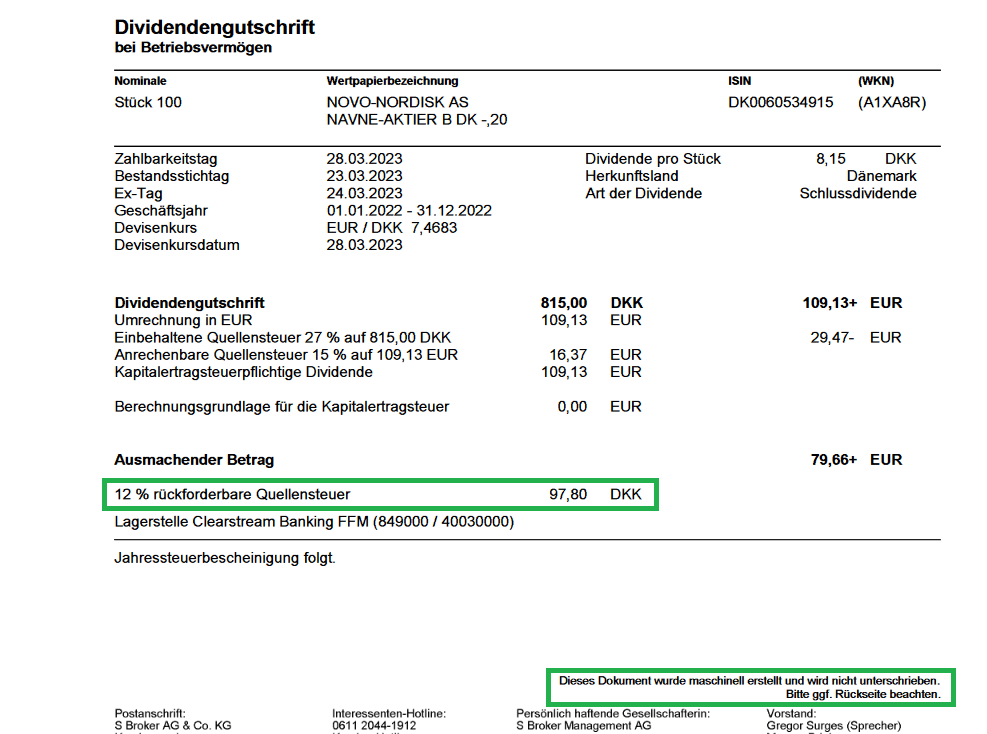 Dividendengutschrift
bei Betriebsvermögen
Nominale Wertpapierbezeichnung ISIN (WKN)
Stück 100 NOVO-NORDISK AS DK0060534915 (A1XA8R)
NAVNE-AKTIER B DK -,20
Zahlbarkeitstag 28.03.2023 Dividende pro Stück 8,15 DKK
Bestandsstichtag 23.03.2023 Herkunftsland Dänemark
Ex-Tag 24.03.2023 Art der Dividende Schlussdividende
Geschäftsjahr 01.01.2022 - 31.12.2022
Devisenkurs EUR / DKK 7,4683
Devisenkursdatum 28.03.2023
Dividendengutschrift 815,00 DKK 109,13+ EUR
Umrechnung in EUR 109,13 EUR
Einbehaltene Quellensteuer 27 % auf 815,00 DKK 29,47- EUR
Anrechenbare Quellensteuer 15 % auf 109,13 EUR 16,37 EUR
Kapitalertragsteuerpflichtige Dividende 109,13 EUR
Berechnungsgrundlage für die Kapitalertragsteuer 0,00 EUR
Ausmachender Betrag 79,66+ EUR
12 % rückforderbare Quellensteuer 97,80 DKK
Lagerstelle Clearstream Banking FFM (849000 / 40030000)
Jahressteuerbescheinigung folgt.
Dieses Dokument wurde maschinell erstellt und wird nicht unterschrieben.
Bitte ggf. Rückseite beachten.
Postanschrift: Interessenten-Hotline: Persönlich haftende Gesellschafterin: Vorstand:
S Broker AG & Co. KG 0611 2044-1912 S Broker Management AG Gregor Surges (Sprecher)